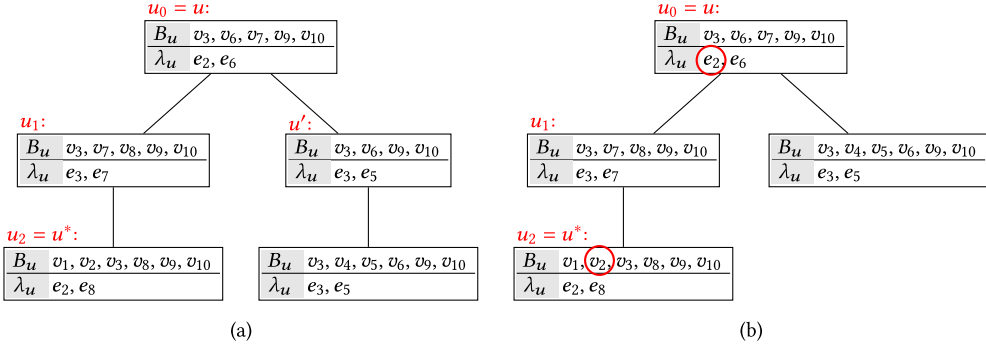 u₀ = u:
Bᵤ v₃, v₆, v₇, v₉, v₁₀
λᵤ e₂, e₆
u₁:
Bᵤ v₃, v₇, v₈, v₉, v₁₀
λᵤ e₃, e₇
u′:
Bᵤ v₃, v₆, v₉, v₁₀
λᵤ e₃, e₅
u₂ = u*:
Bᵤ v₁, v₂, v₃, v₈, v₉, v₁₀
λᵤ e₂, e₈
Bᵤ v₃, v₄, v₅, v₆, v₉, v₁₀
λᵤ e₃, e₅
(a)
u₀ = u:
Bᵤ v₃, v₆, v₇, v₉, v₁₀
λᵤ e₂, e₆
u₁:
Bᵤ v₃, v₇, v₈, v₉, v₁₀
λᵤ e₃, e₇
Bᵤ v₃, v₄, v₅, v₆, v₉, v₁₀
λᵤ e₃, e₅
u₂ = u*:
Bᵤ v₁, v₂, v₃, v₈, v₉, v₁₀
λᵤ e₂, e₈
(b)